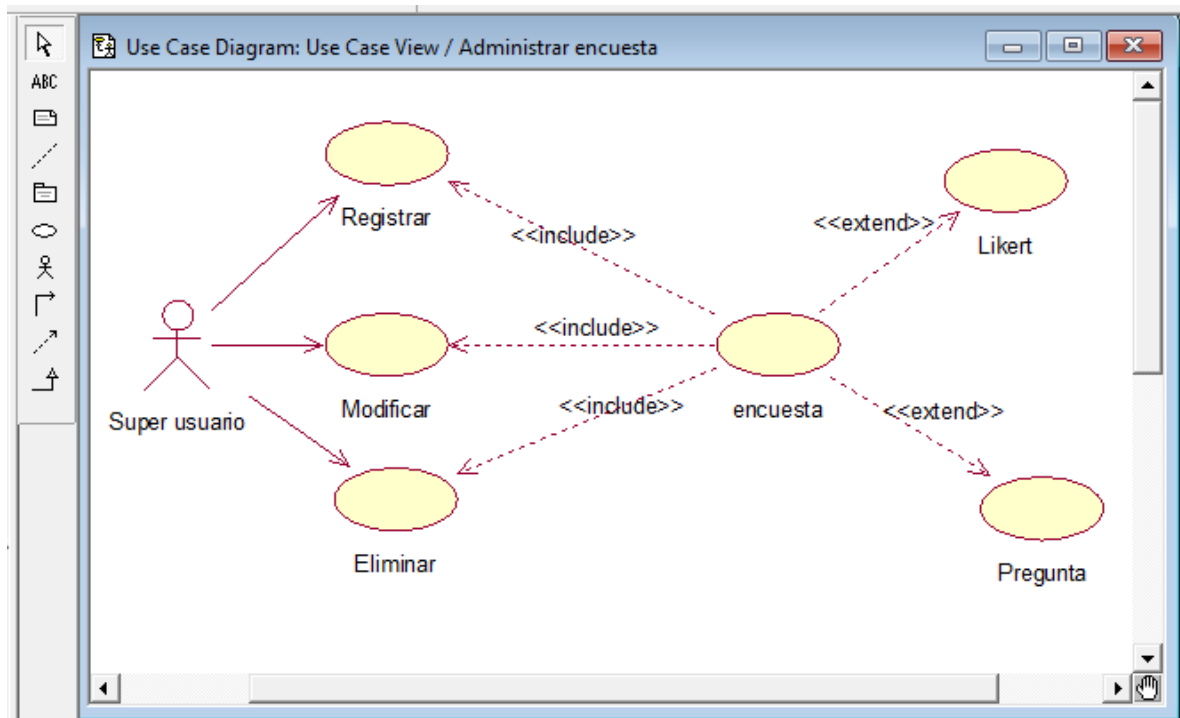 Use Case Diagram: Use Case View / Administrar encuesta
ABC
Registrar
<<include>>
<<extend>>
Likert
<<include>>
Super usuario
Modificar
<<include>>
encuesta
<<extend>>
Eliminar
Pregunta